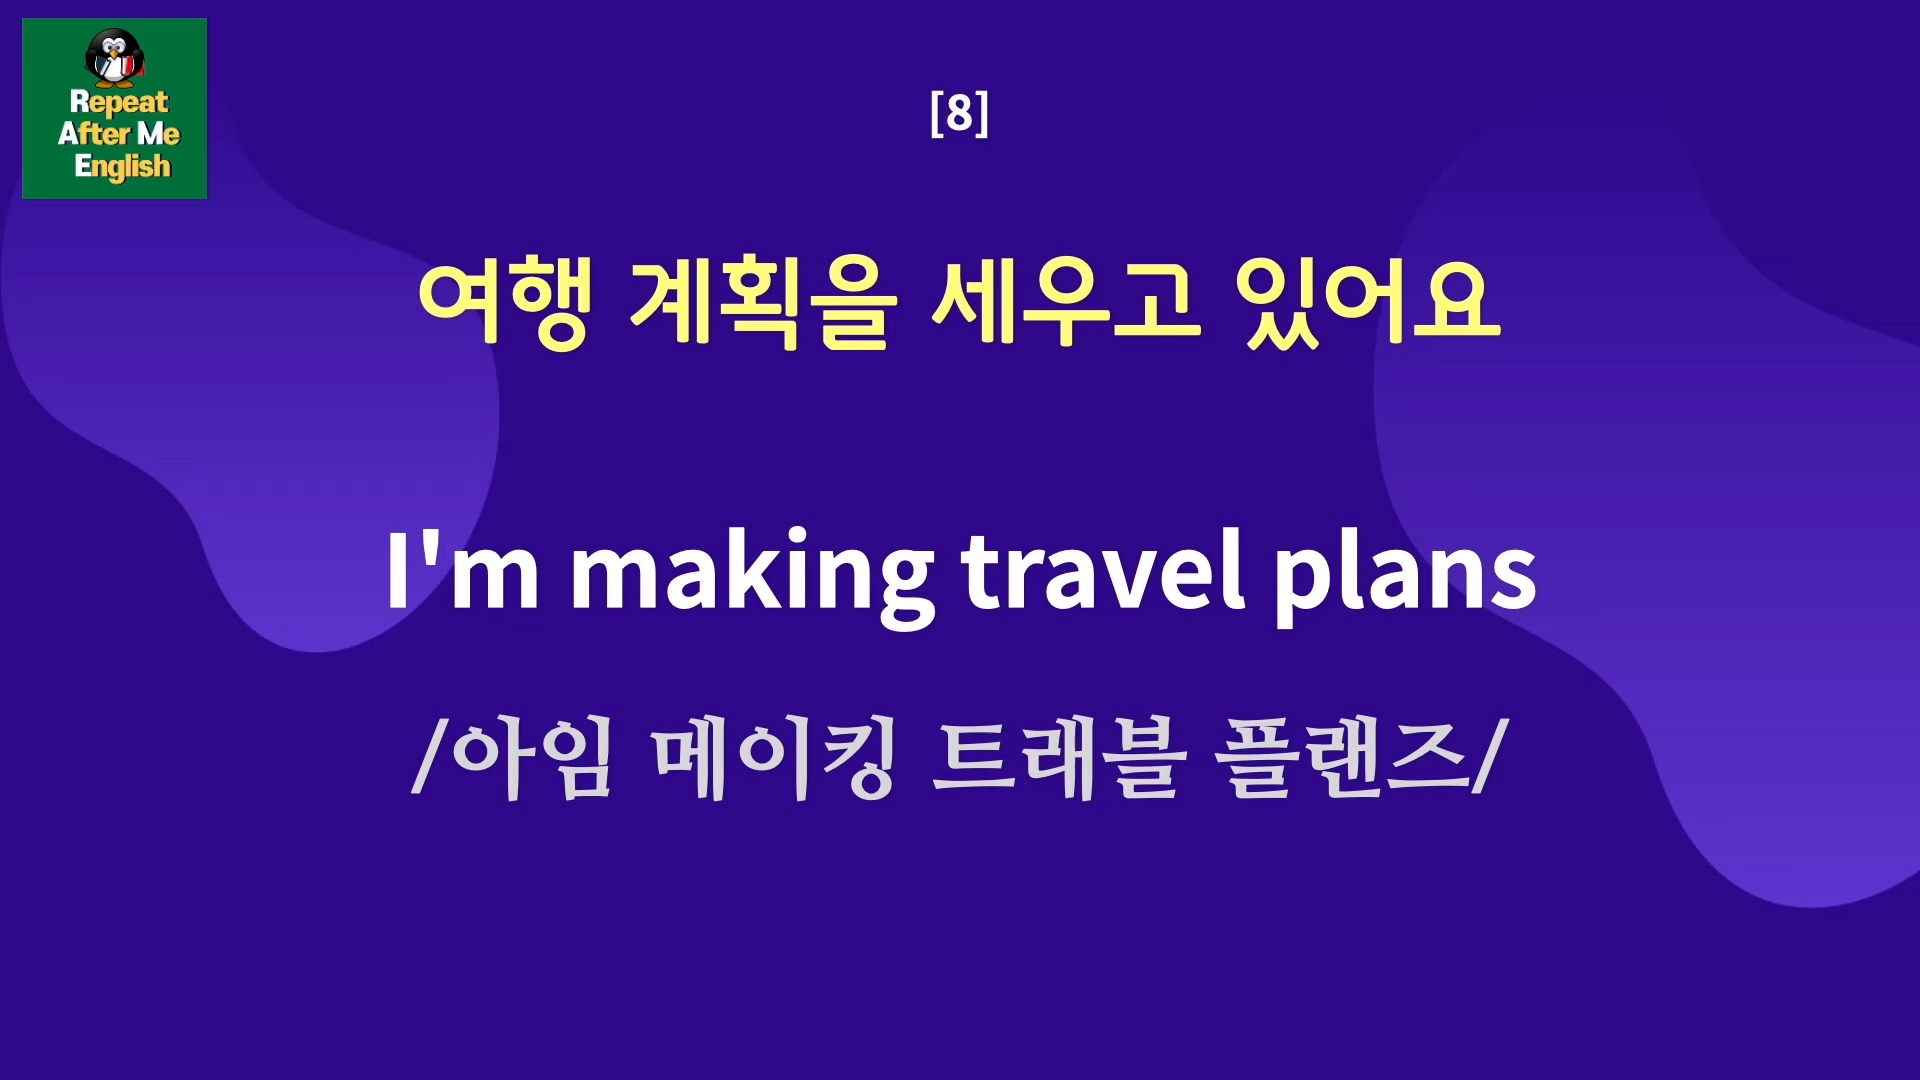 Repeat
After Me
English
[8]
여행 계획을 세우고 있어요
I'm making travel plans
/아임 메이킹 트래블 플랜즈/